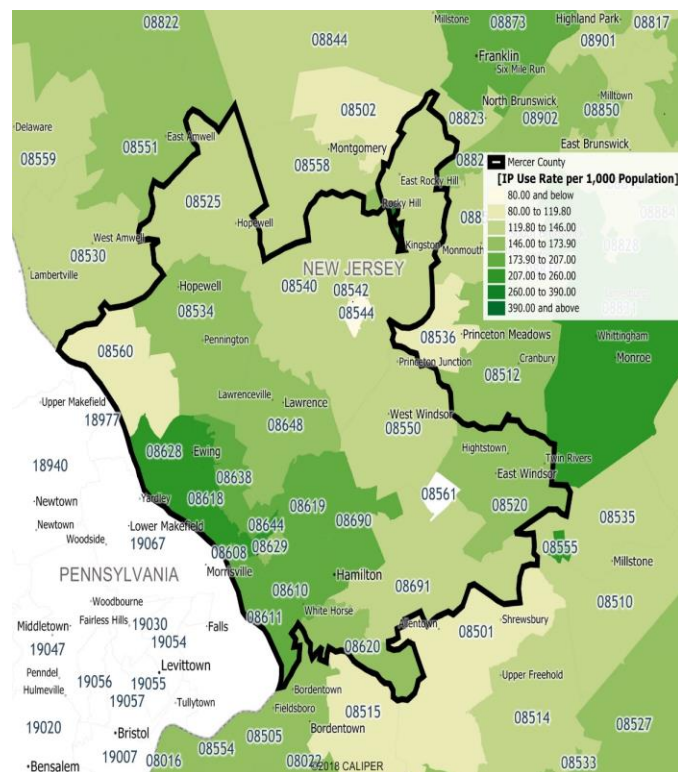 08822
08844
Millstone
08873
Highland Park
08817
08901
Franklin
Six Mile Run
08502
North Brunswick
Milltown
08850
08823
08902
Delaware
East Amwell
08551
08559
Montgomery
08558
East Brunswick
East Rocky Hill
Mercer County
[IP Use Rate per 1,000 Population]
80.00 and below
80.00 to 119.80
119.80 to 146.00
146.00 to 173.90
173.90 to 207.00
207.00 to 260.00
260.00 to 390.00
390.00 and above
08525
Rocky Hill
Hopewell
West Amwell
Kingston
Monmouth
08530
Lambertville
NEW JERSEY
08540
08542
08544
Hopewell
08534
08536
Princeton Meadows
Whittingham
Monroe
08560
Pennington
Princeton Junction
Cranbury
08512
Upper Makefield
18977
Lawrenceville
Lawrence
08648
West Windsor
08550
08628
Ewing
Hightstown
Twin Rivers
18940
08638
East Windsor
Newtown
Yardley
08618
08561
08520
08619
08690
08535
Newtown
Lower Makefield
Woodside
19067
08644
08629
08608
08555
Millstone
Morrisville
PENNSYLVANIA
08610
Hamilton
08691
08510
Woodbourne
Fairless Hills
19030
White Horse
08611
Shrewsbury
Middletown
Falls
Allentown
08501
19047
19054
08620
Penndel
Levittown
Upper Freehold
Hulmeville
19056
19055
19057
Tullytown
Bordentown
Fieldsboro
08515
08514
08527
19020
Bristol
Bordentown
08505
08554
19007
08016
08022
08533
Bensalem
©2018 CALIPER